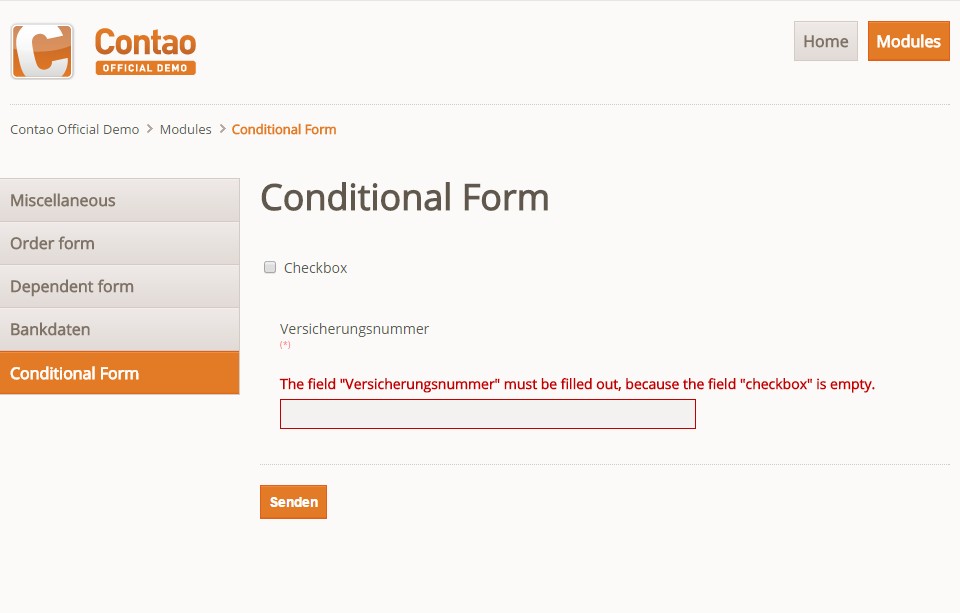 Contao
OFFICIAL DEMO
Home
Modules
Contao Official Demo > Modules > Conditional Form
Miscellaneous
Order form
Dependent form
Bankdaten
Conditional Form
Conditional Form
Checkbox
Versicherungsnummer
(*)
The field "Versicherungsnummer" must be filled out, because the field "checkbox" is empty.
Senden